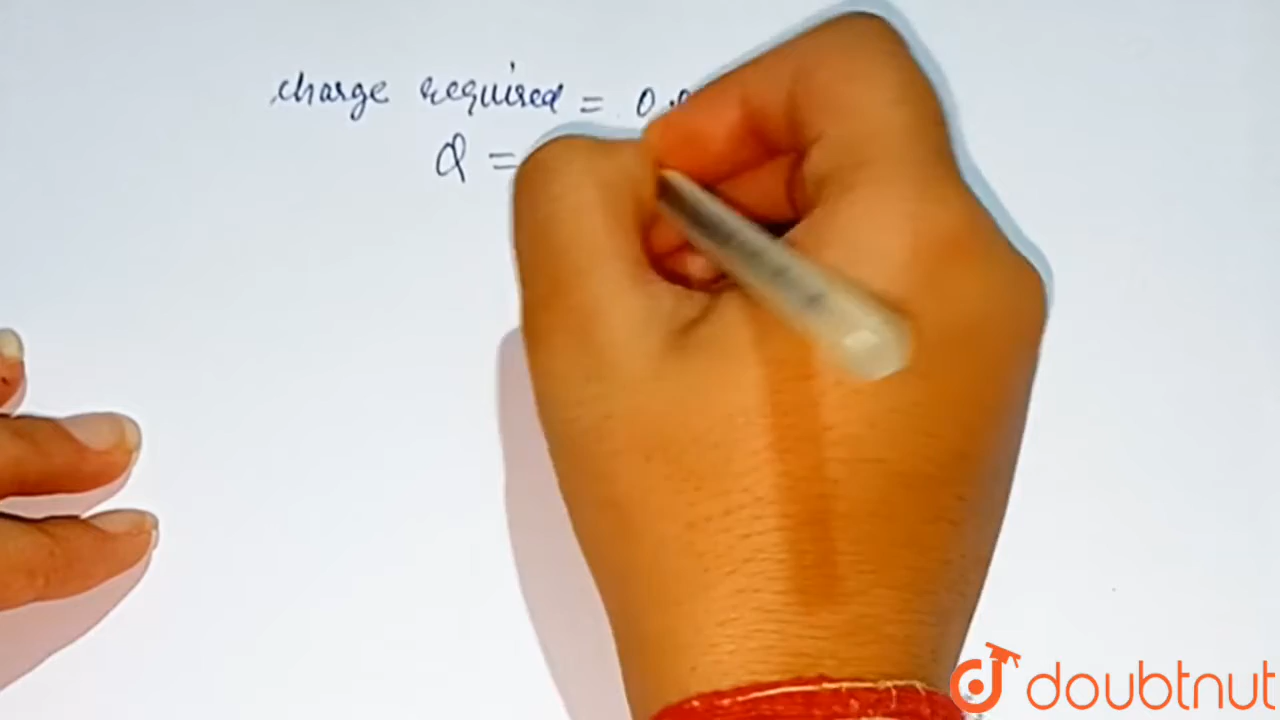 charge required = 0.
Q =
doubtnut